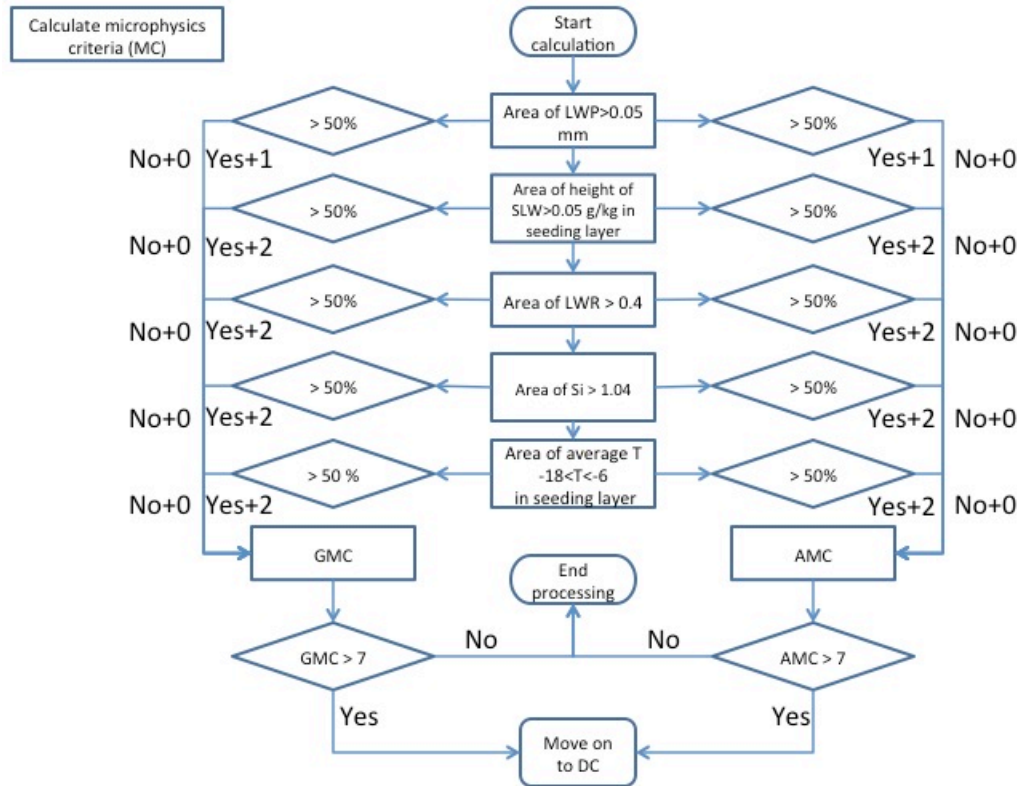 Calculate microphysics
criteria (MC)
Start
calculation
> 50%
Area of LWP>0.05
mm
> 50%
No+0 Yes+1
Yes+1 No+0
> 50%
Area of height of
SLW>0.05 g/kg in
seeding layer
> 50%
No+0 Yes+2
Yes+2 No+0
> 50%
Area of LWR > 0.4
> 50%
No+0 Yes+2
Yes+2 No+0
> 50%
Area of Si > 1.04
> 50%
No+0 Yes+2
Yes+2 No+0
> 50 %
Area of average T
-18<T<-6
in seeding layer
> 50%
No+0 Yes+2
Yes+2 No+0
GMC
AMC
End
processing
GMC > 7
No
No
AMC > 7
Yes
Yes
Move on
to DC